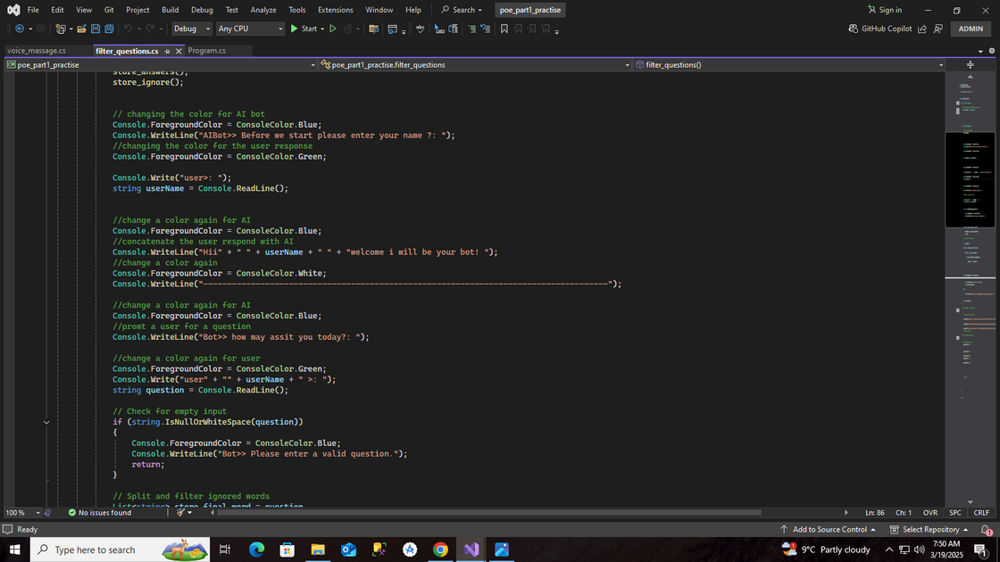 File Edit View Git Project Build Debug Test Analyze Tools Extensions Window Help Search poe_part1_practise Sign in
Debug Any CPU Start GitHub Copilot ADMIN
voice_massage.cs filter_questions.cs Program.cs
poe_part1_practise poe_part1_practise.filter_questions filter_questions()
store_answers();
store_ignore();
// changing the color for AI bot
Console.ForegroundColor = ConsoleColor.Blue;
Console.WriteLine("AIBot>> Before we start please enter your name ?: ");
//changing the color for the user response
Console.ForegroundColor = ConsoleColor.Green;
Console.Write("user>: ");
string userName = Console.ReadLine();
//change a color again for AI
Console.ForegroundColor = ConsoleColor.Blue;
//concatenate the user respond with AI
Console.WriteLine("Hii" + " " + userName + " " + "welcome i will be your bot! ");
//change a color again
Console.ForegroundColor = ConsoleColor.White;
Console.WriteLine("-------------------------------------------------------------------------------------");
//change a color again for AI
Console.ForegroundColor = ConsoleColor.Blue;
//promt a user for a question
Console.WriteLine("Bot>> how may assit you today?: ");
//change a color again for user
Console.ForegroundColor = ConsoleColor.Green;
Console.Write("user" + "" + userName + " >: ");
string question = Console.ReadLine();
// Check for empty input
if (string.IsNullOrWhiteSpace(question))
{
Console.ForegroundColor = ConsoleColor.Blue;
Console.WriteLine("Bot>> Please enter a valid question.");
return;
}
// Split and filter ignored words
List<string> store_final_word = question
100 % No issues found Ln: 86 Ch: 1 OVR SPC CRLF
Ready Add to Source Control Select Repository 1
Type here to search 9°C Partly cloudy 7:50 AM
3/19/2025 1